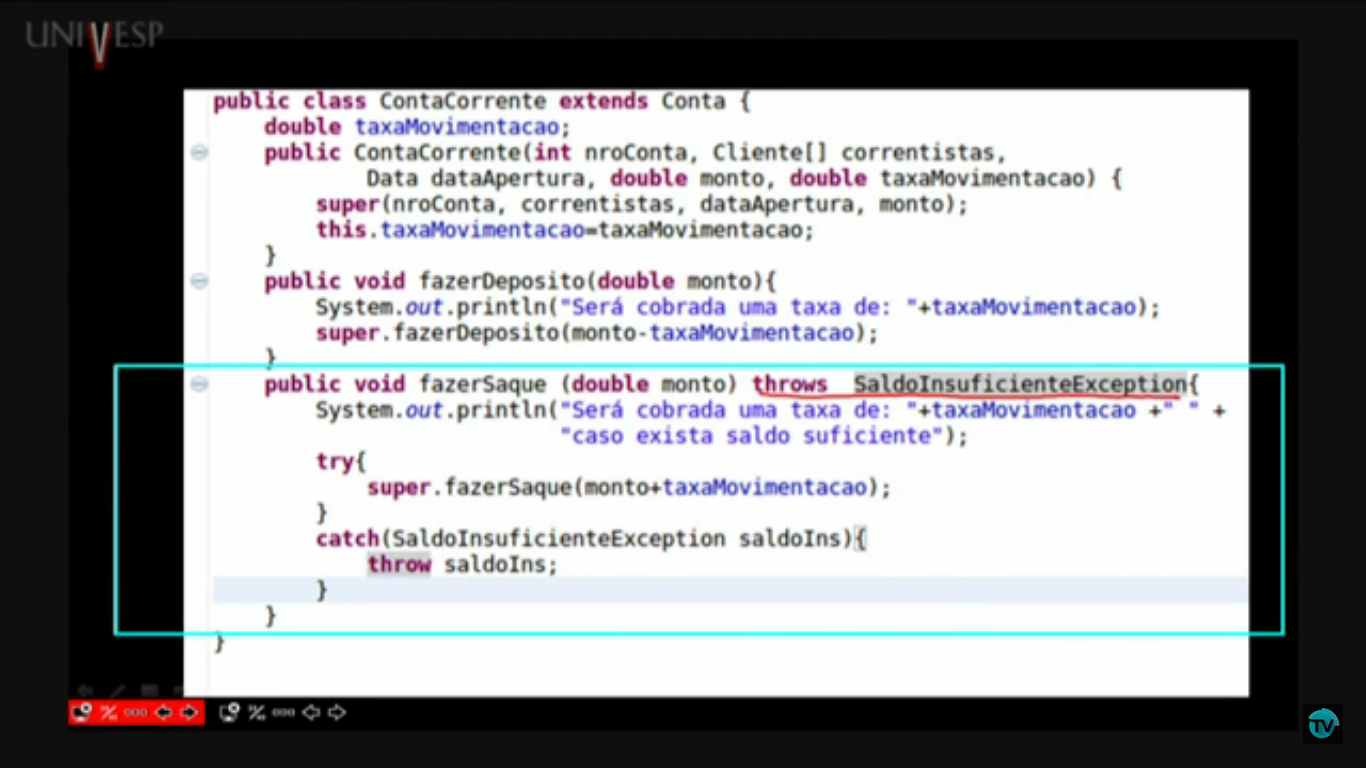 UNIVESP
public class ContaCorrente extends Conta {
double taxaMovimentacao;
public ContaCorrente(int nroConta, Cliente[] correntistas,
Data dataApertura, double monto, double taxaMovimentacao) {
super(nroConta, correntistas, dataApertura, monto);
this.taxaMovimentacao=taxaMovimentacao;
}
public void fazerDeposito(double monto){
System.out.println("Será cobrada uma taxa de: "+taxaMovimentacao);
super.fazerDeposito(monto-taxaMovimentacao);
}
public void fazerSaque (double monto) throws  SaldoInsuficienteException{
System.out.println("Será cobrada uma taxa de: "+taxaMovimentacao +" " +
"caso exista saldo suficiente");
try{
super.fazerSaque(monto+taxaMovimentacao);
}
catch(SaldoInsuficienteException saldoIns){
throw saldoIns;
}
}
}
TV